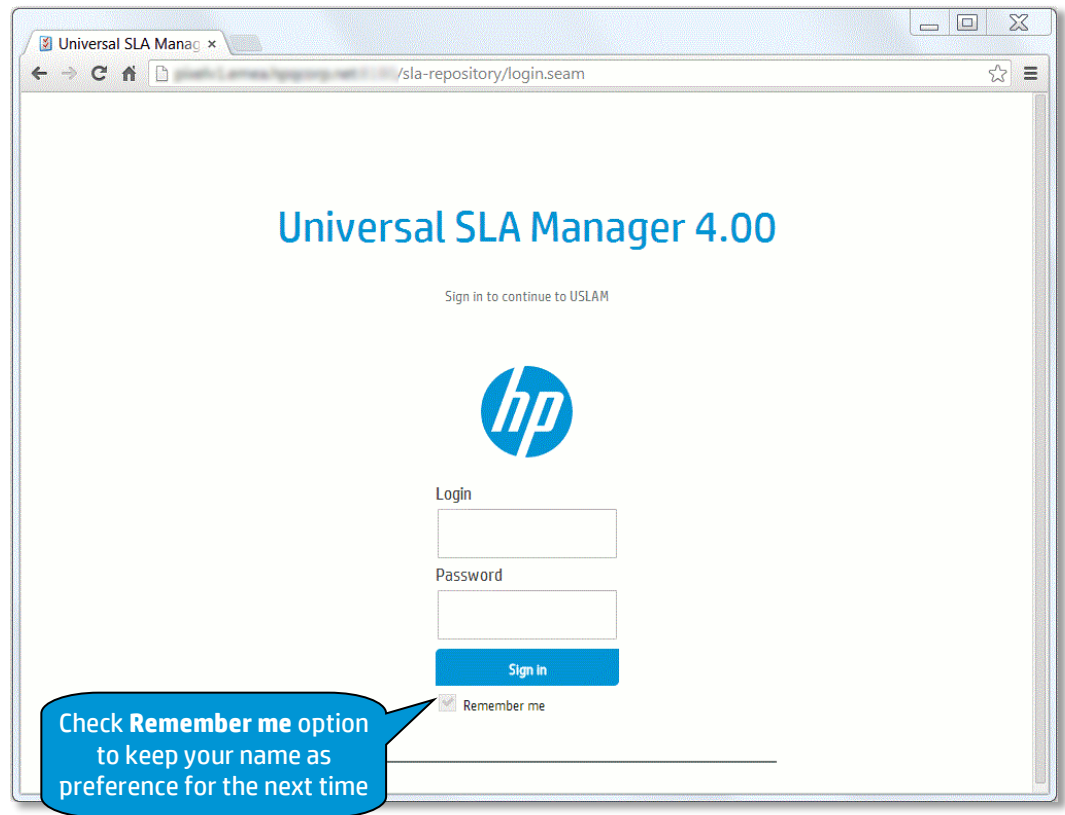 Universal SLA Manag
/sla-repository/login.seam
Universal SLA Manager 4.00
Sign in to continue to USLAM
hp
Login
Password
Sign in
Remember me
Check Remember me option
to keep your name as
preference for the next time